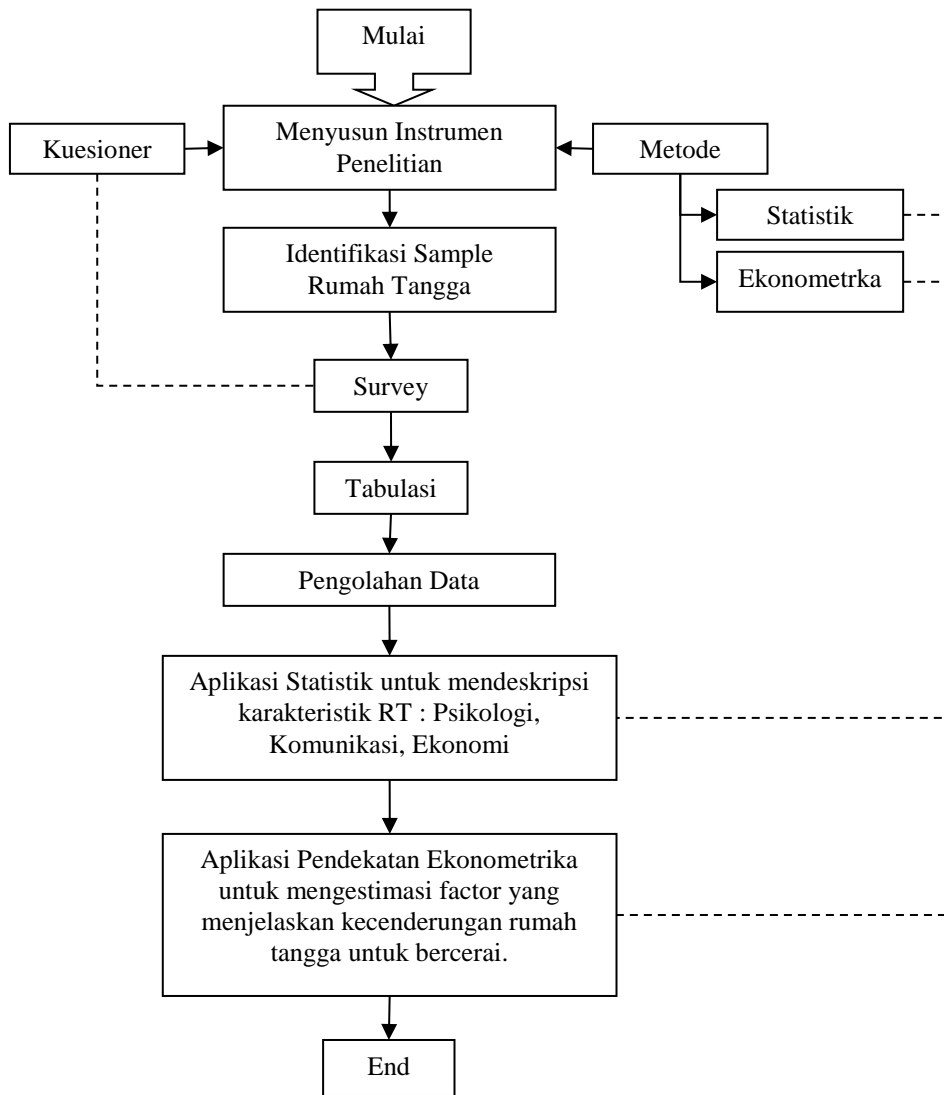 Mulai
Kuesioner
Menyusun Instrumen
Penelitian
Metode
Statistik
Identifikasi Sample
Rumah Tangga
Ekonometrka
Survey
Tabulasi
Pengolahan Data
Aplikasi Statistik untuk mendeskripsi
karakteristik RT : Psikologi,
Komunikasi, Ekonomi
Aplikasi Pendekatan Ekonometrika
untuk mengestimasi factor yang
menjelaskan kecenderungan rumah
tangga untuk bercerai.
End